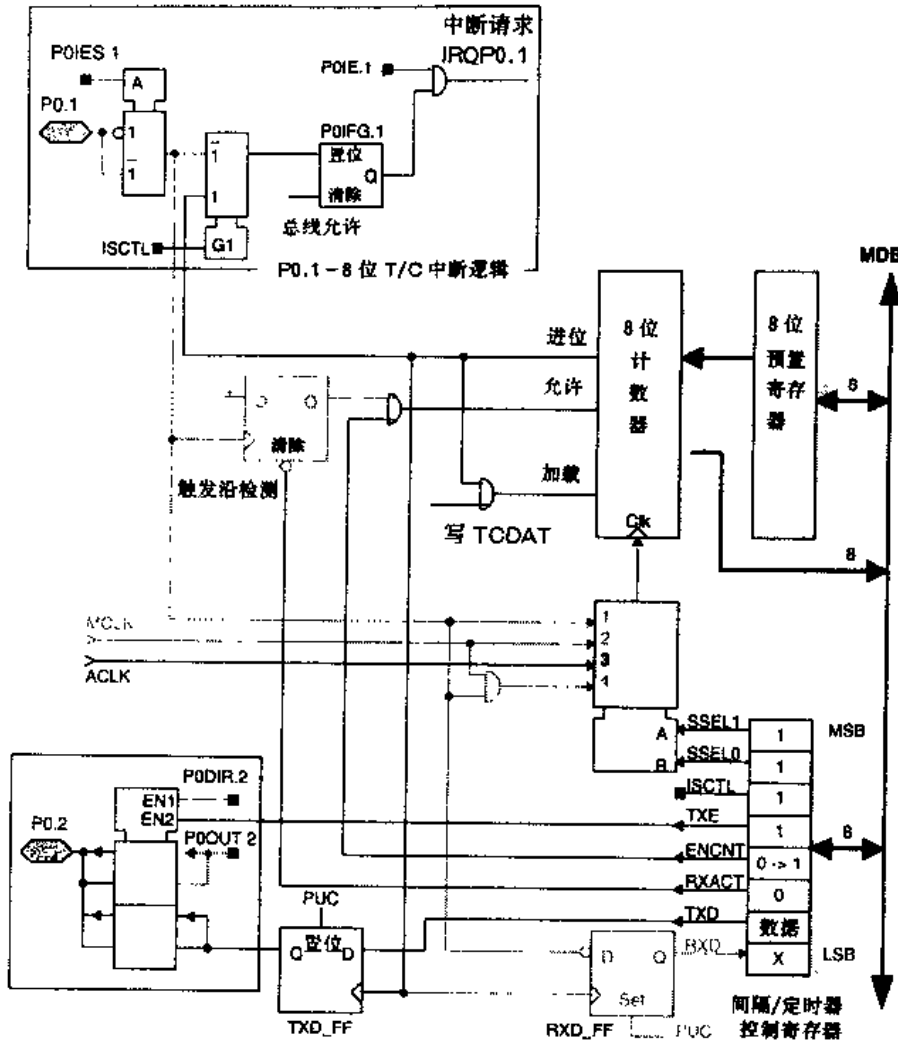 中断请求
IRQP0.1
P0IES 1
P0IE.1
A
P0.1
1
1
P0IFG.1
置位
Q
清除
1
1
总线允许
ISCTL
G1
P0.1-8 位 T/C 中断逻辑
MDB
8 位
计
数
器
8 位
预置
寄存
器
8
进位
允许
加载
D
Q
清除
触发沿检测
写 TCDAT
Clk
8
MCLK
ACLK
1
2
3
1
A
B
SSEL1
SSEL0
ISCTL
TXE
ENCNT
RXACT
TXD
RXD
1
1
1
1
0->1
0
数据
X
MSB
LSB
8
P0DIR.2
EN1
EN2
P0.2
P0OUT 2
PUC
Q
置位
D
TXD_FF
D
Q
Set
RXD_FF
PUC
间隔/定时器
控制寄存器